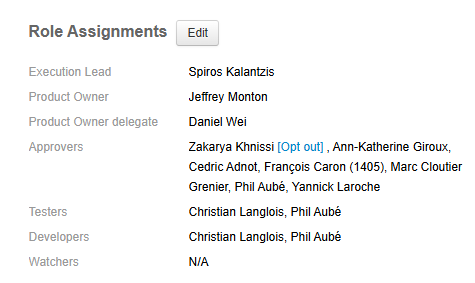 Role Assignments Edit
Execution Lead Spiros Kalantzis
Product Owner Jeffrey Monton
Product Owner delegate Daniel Wei
Approvers Zakarya Khnissi [Opt out] , Ann-Katherine Giroux,
Cedric Adnot, François Caron (1405), Marc Cloutier
Grenier, Phil Aubé, Yannick Laroche
Testers Christian Langlois, Phil Aubé
Developers Christian Langlois, Phil Aubé
Watchers N/A